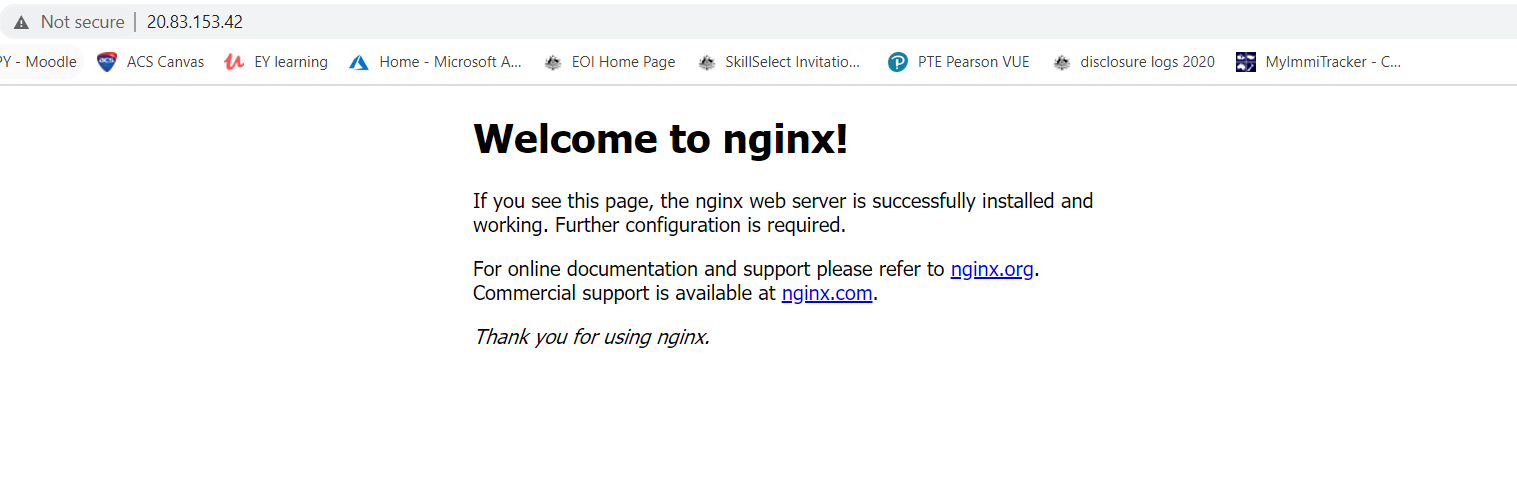 Not secure | 20.83.153.42
PY - Moodle ACS Canvas EY learning Home - Microsoft A... EOI Home Page SkillSelect Invitatio... PTE Pearson VUE disclosure logs 2020 MyImmiTracker - C...
Welcome to nginx!
If you see this page, the nginx web server is successfully installed and
working. Further configuration is required.
For online documentation and support please refer to nginx.org.
Commercial support is available at nginx.com.
Thank you for using nginx.